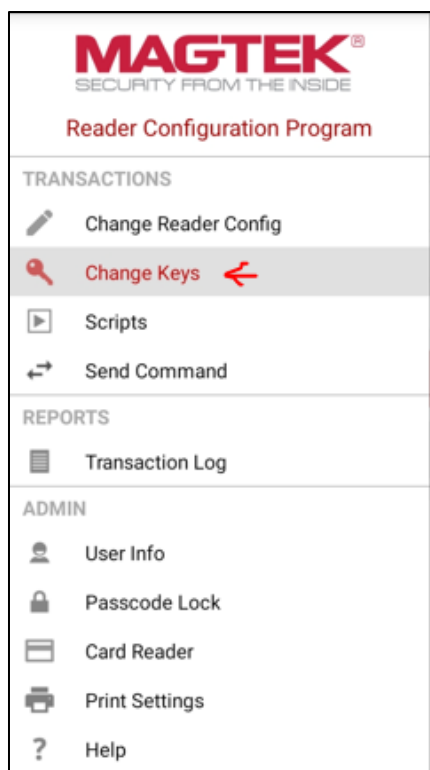 MAGTEK®
SECURITY FROM THE INSIDE
Reader Configuration Program
TRANSACTIONS
Change Reader Config
Change Keys
Scripts
Send Command
REPORTS
Transaction Log
ADMIN
User Info
Passcode Lock
Card Reader
Print Settings
? Help